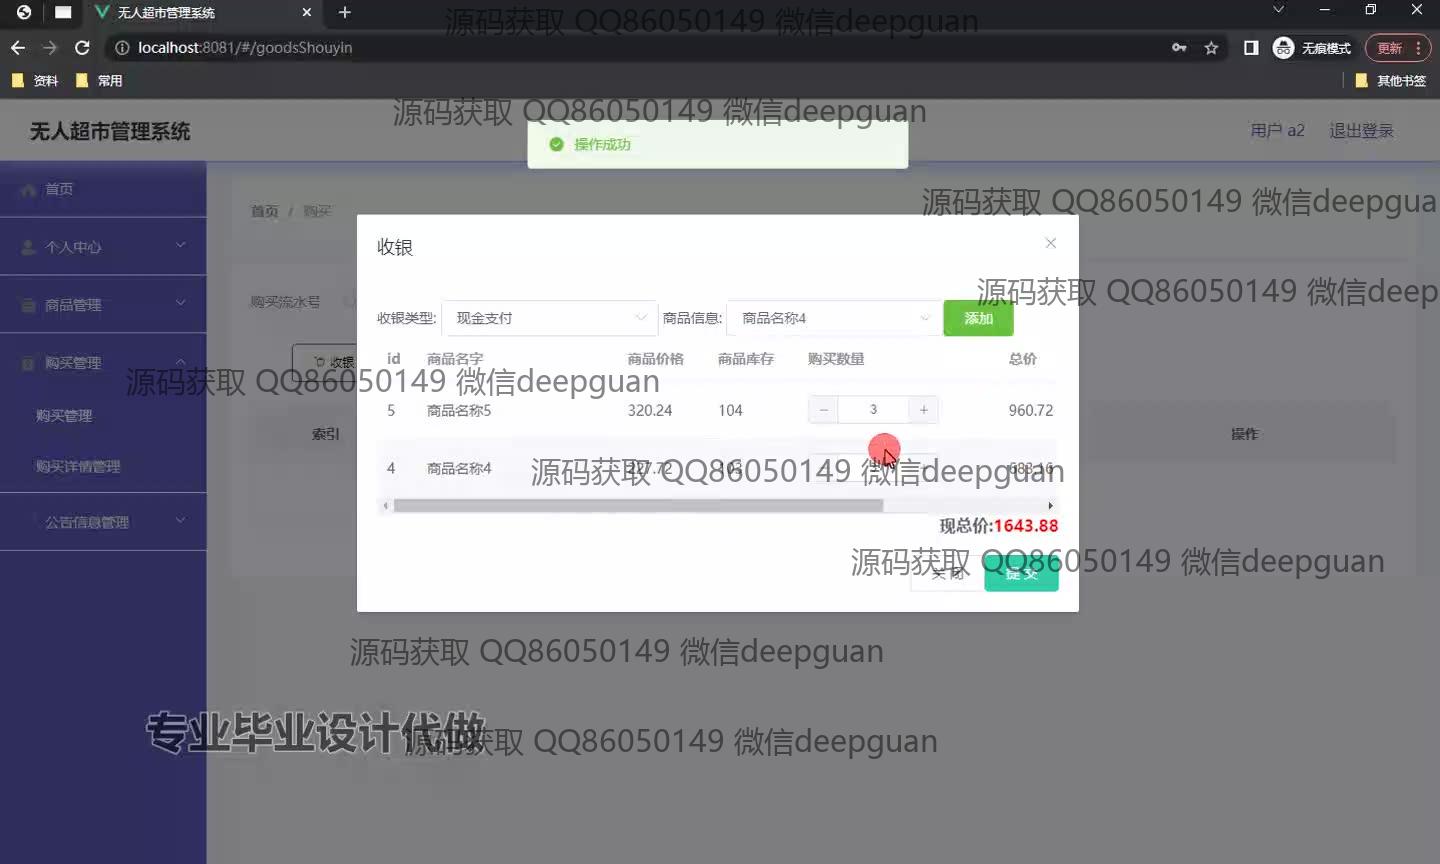 无人超市管理系统
源码获取 QQ86050149 微信deepguan
localhost:8081/#/goodsShouyin
无痕模式
更新
资料
常用
其他书签
源码获取 QQ86050149 微信deepguan
无人超市管理系统
操作成功
用户 a2
退出登录
首页
首页 / 购买
源码获取 QQ86050149 微信deepgua
个人中心
收银
商品管理
购买流水号
源码获取 QQ86050149 微信deep
收银类型:
现金支付
商品信息:
商品名称4
添加
购买管理
收银
id 商品名字 商品价格 商品库存 购买数量 总价
源码获取 QQ86050149 微信deepguan
购买管理
5 商品名称5 320.24 104 3 960.72
索引
操作
购买详情管理
4 商品名称4 227.72 103 683.16
源码获取 QQ86050149 微信deepguan
公告信息管理
现总价:1643.88
源码获取 QQ86050149 微信deepguan
关闭
提交
源码获取 QQ86050149 微信deepguan
专业毕业设计代做
源码获取 QQ86050149 微信deepguan